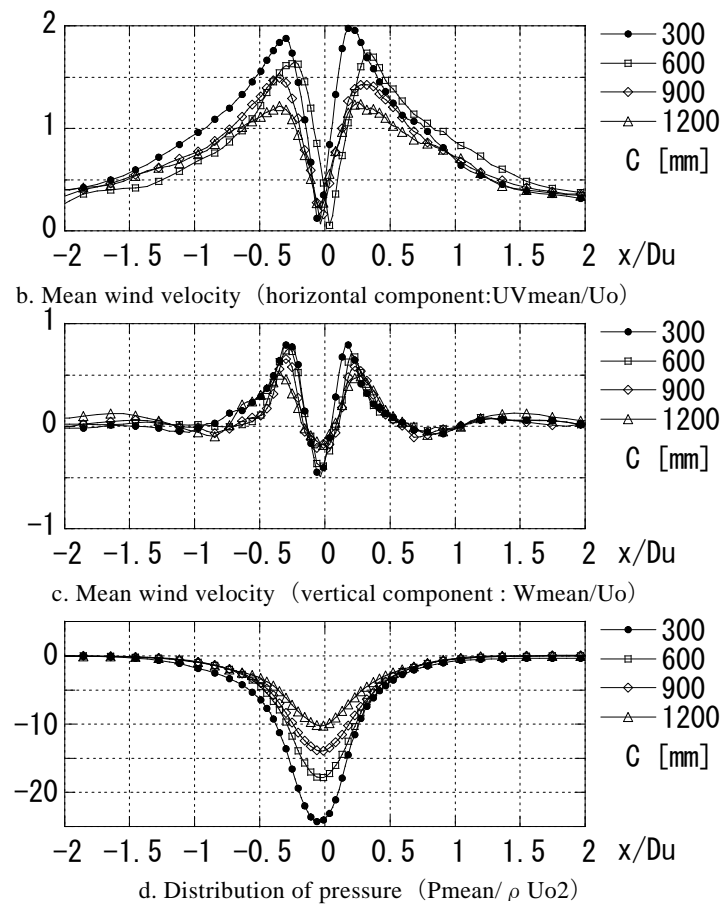 2
1
0
-2 -1.5 -1 -0.5 0 0.5 1 1.5 2 x/Du
300
600
900
1200
C [mm]
b. Mean wind velocity （horizontal component:UVmean/Uo）
1
0
-1
-2 -1.5 -1 -0.5 0 0.5 1 1.5 2 x/Du
300
600
900
1200
C [mm]
c. Mean wind velocity （vertical component : Wmean/Uo）
0
-10
-20
-2 -1.5 -1 -0.5 0 0.5 1 1.5 2 x/Du
300
600
900
1200
C [mm]
d. Distribution of pressure （Pmean/ ρ Uo2）